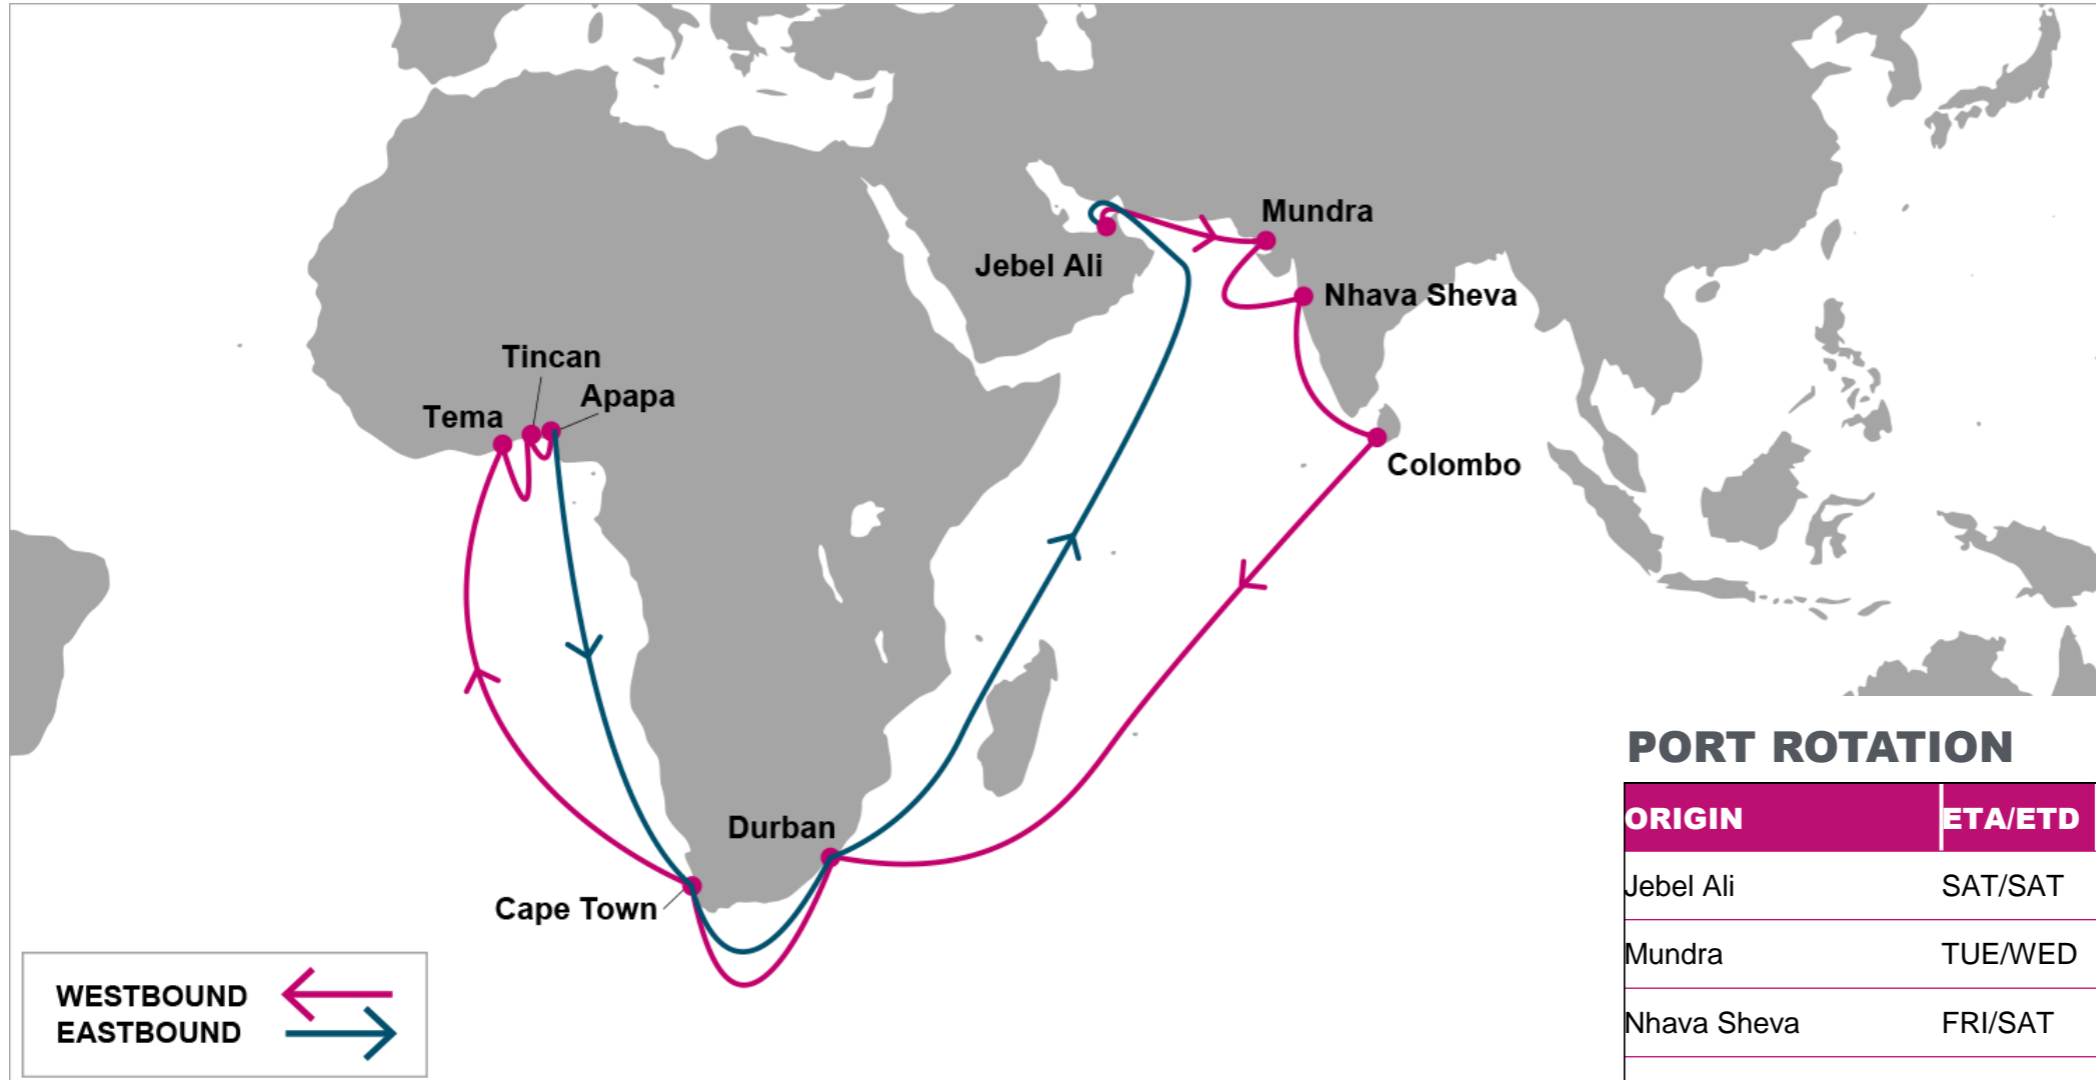 Mundra
Jebel Ali
Nhava Sheva
Tincan
Apapa
Tema
Colombo
Durban
Cape Town
WESTBOUND
EASTBOUND
PORT ROTATION
ORIGIN ETA/ETD
Jebel Ali SAT/SAT
Mundra TUE/WED
Nhava Sheva FRI/SAT